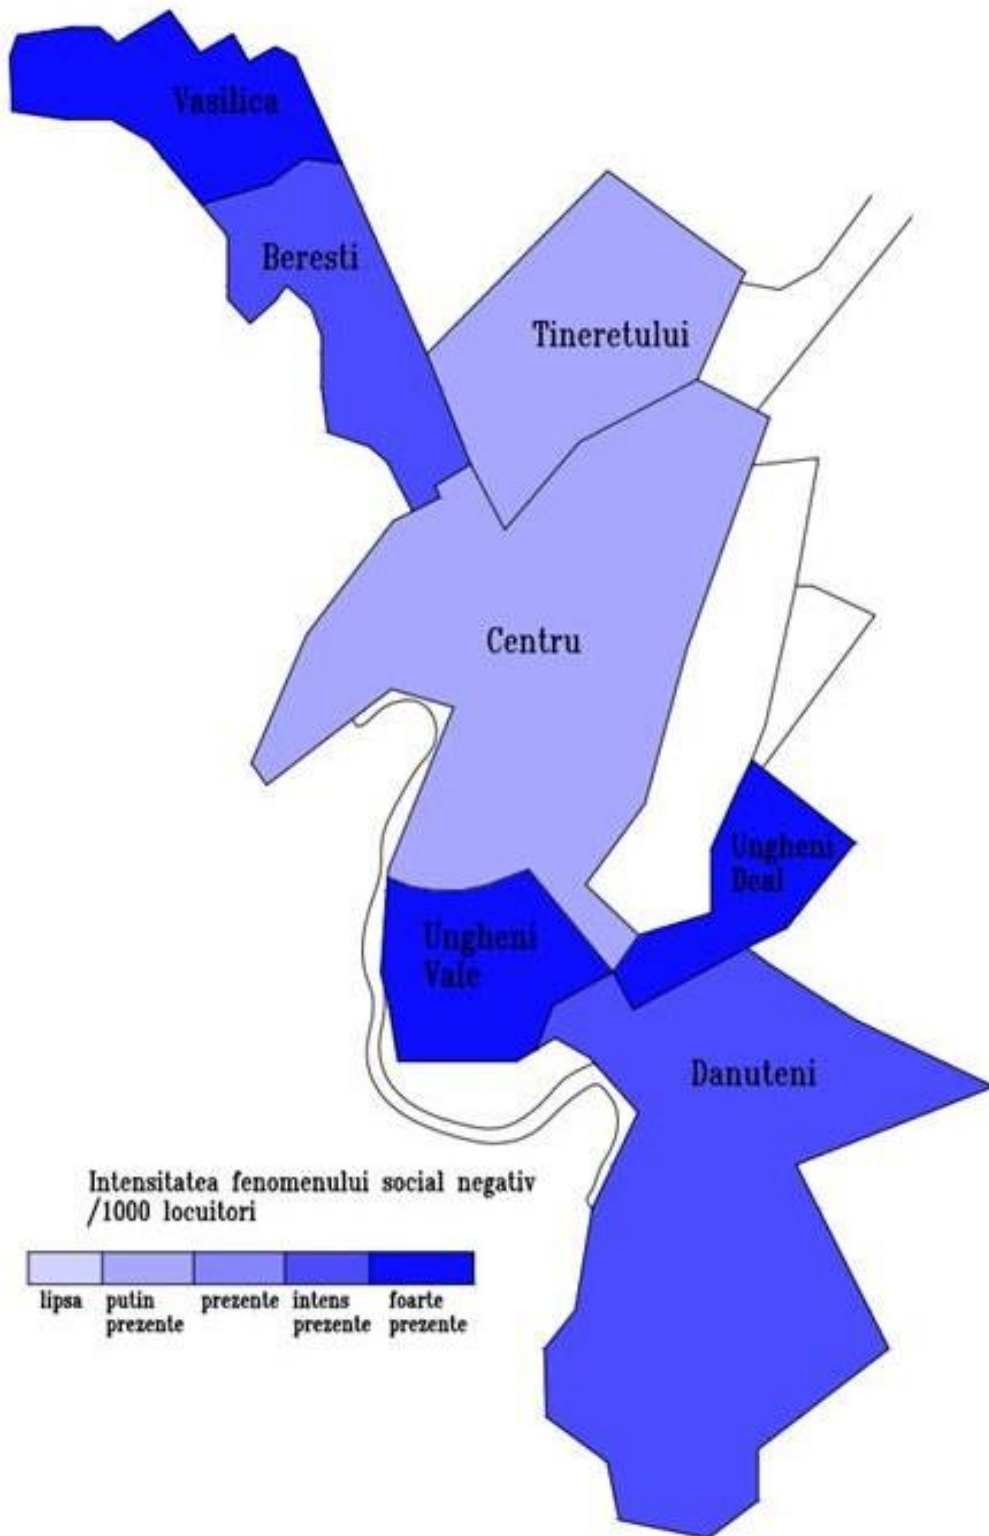 Vasilica
Beresti
Tineretului
Centru
Ungheni
Deal
Ungheni
Vale
Danuteni
Intensitatea fenomenului social negativ
/1000 locuitori
lipsa
putin
prezente
prezente
intens
prezente
foarte
prezente